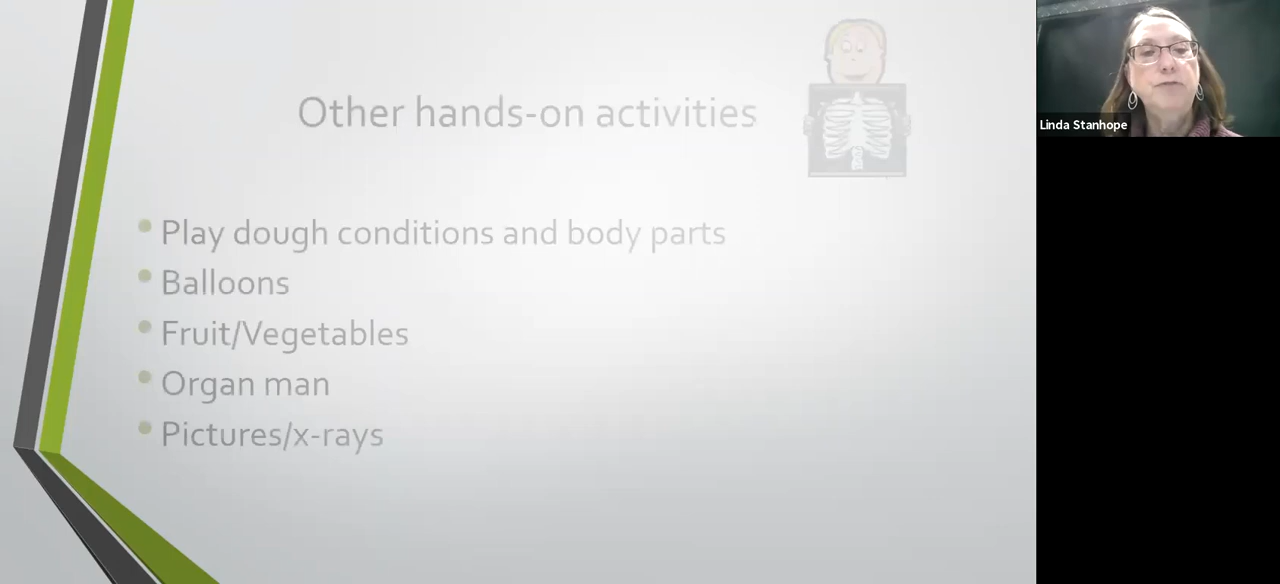 Other hands-on activities
Linda Stanhope
• Play dough conditions and body parts
• Balloons
• Fruit/Vegetables
• Organ man
• Pictures/x-rays